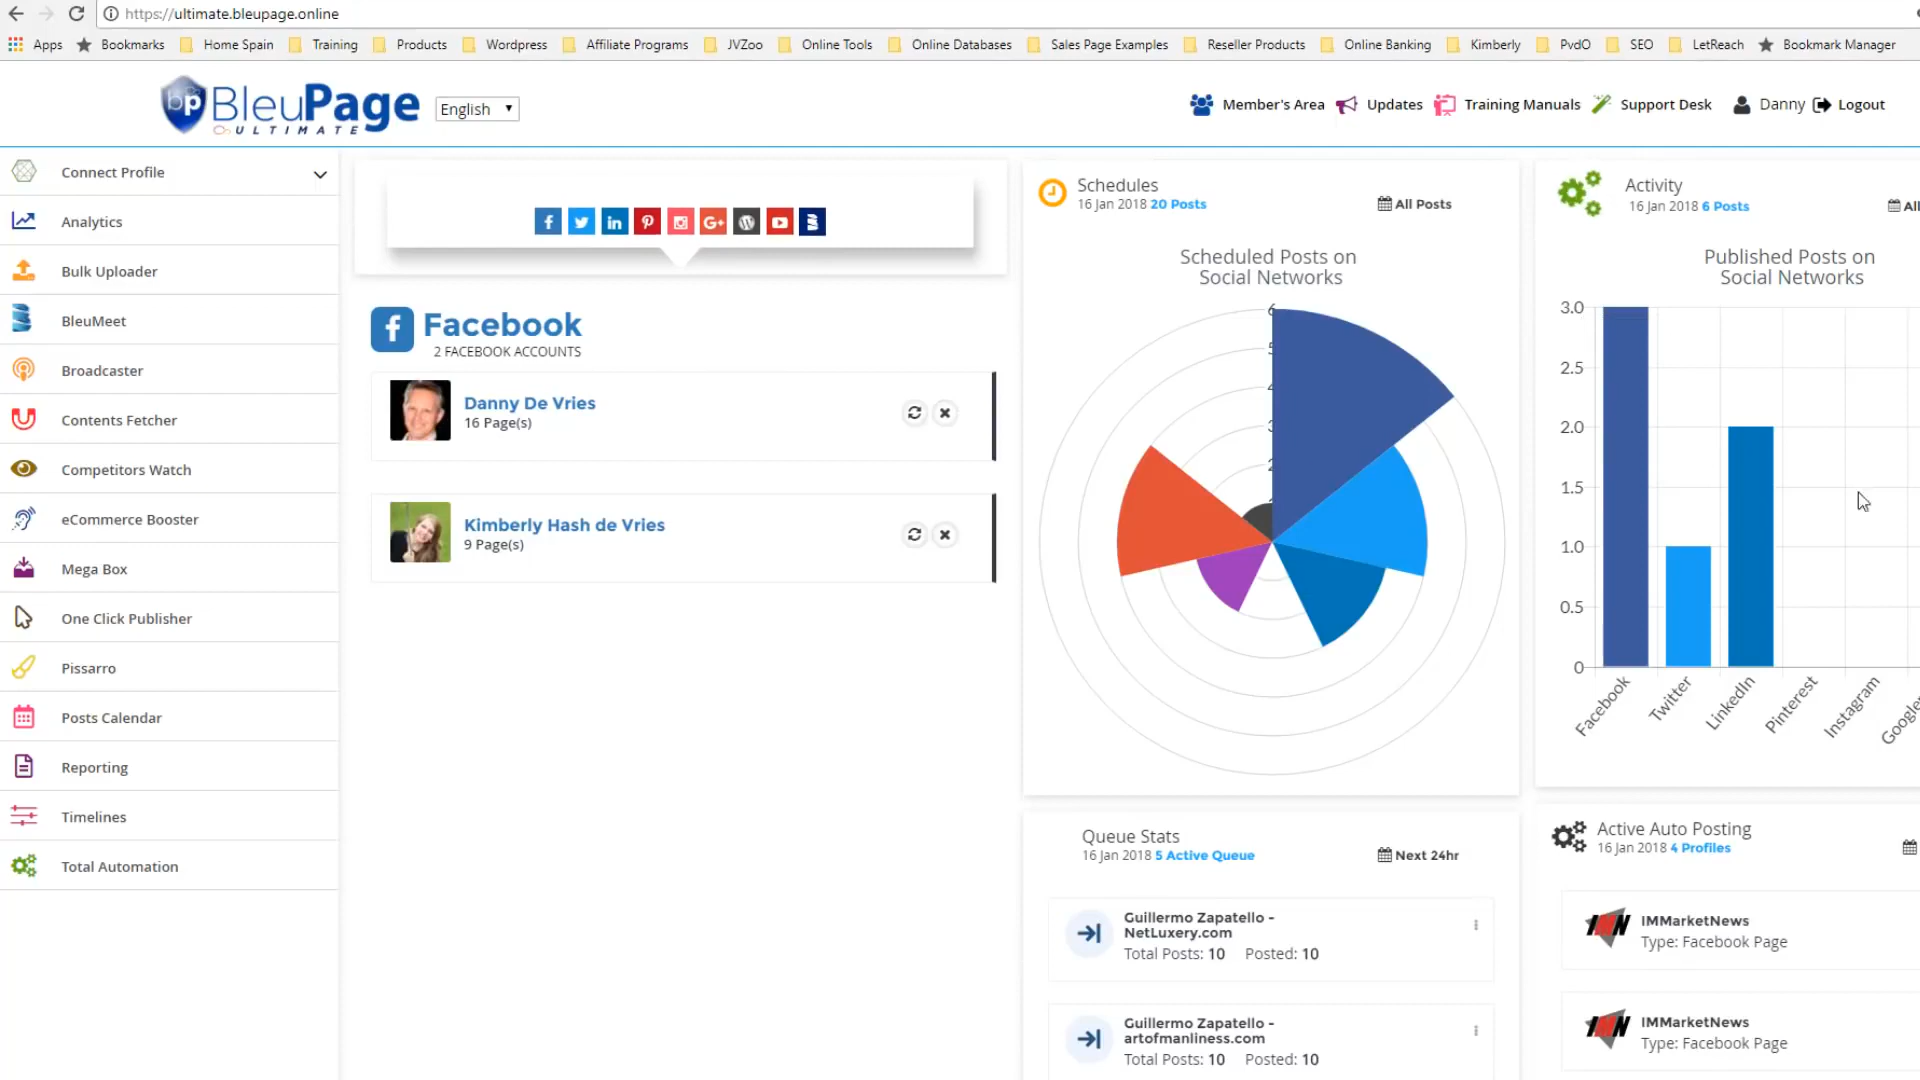 https://ultimate.bleupage.online
Apps Bookmarks Home Spain Training Products Wordpress Affiliate Programs JVZoo Online Tools Online Databases Sales Page Examples Reseller Products Online Banking Kimberly PvdO SEO LetReach Bookmark Manager
bp BleuPage
ULTIMATE
English
Member's Area Updates Training Manuals Support Desk Danny Logout
Connect Profile
Analytics
Bulk Uploader
BleuMeet
Broadcaster
Contents Fetcher
Competitors Watch
eCommerce Booster
Mega Box
One Click Publisher
Pissarro
Posts Calendar
Reporting
Timelines
Total Automation
Facebook
2 FACEBOOK ACCOUNTS
Danny De Vries
16 Page(s)
Kimberly Hash de Vries
9 Page(s)
Schedules
16 Jan 2018 20 Posts
All Posts
Scheduled Posts on
Social Networks
Activity
16 Jan 2018 6 Posts
All
Published Posts on
Social Networks
3.0
2.5
2.0
1.5
1.0
0.5
0
Facebook
Twitter
LinkedIn
Pinterest
Instagram
Google
Queue Stats
16 Jan 2018 5 Active Queue
Next 24hr
Guillermo Zapatello -
NetLuxery.com
Total Posts: 10 Posted: 10
Guillermo Zapatello -
artofmanliness.com
Total Posts: 10 Posted: 10
Active Auto Posting
16 Jan 2018 4 Profiles
IMMarketNews
Type: Facebook Page
IMMarketNews
Type: Facebook Page